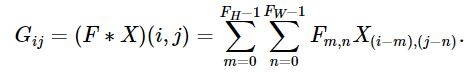 G_{ij} = (F * X)(i, j) = \sum_{m=0}^{F_H-1} \sum_{n=0}^{F_W-1} F_{m,n} X_{(i-m),(j-n)}.